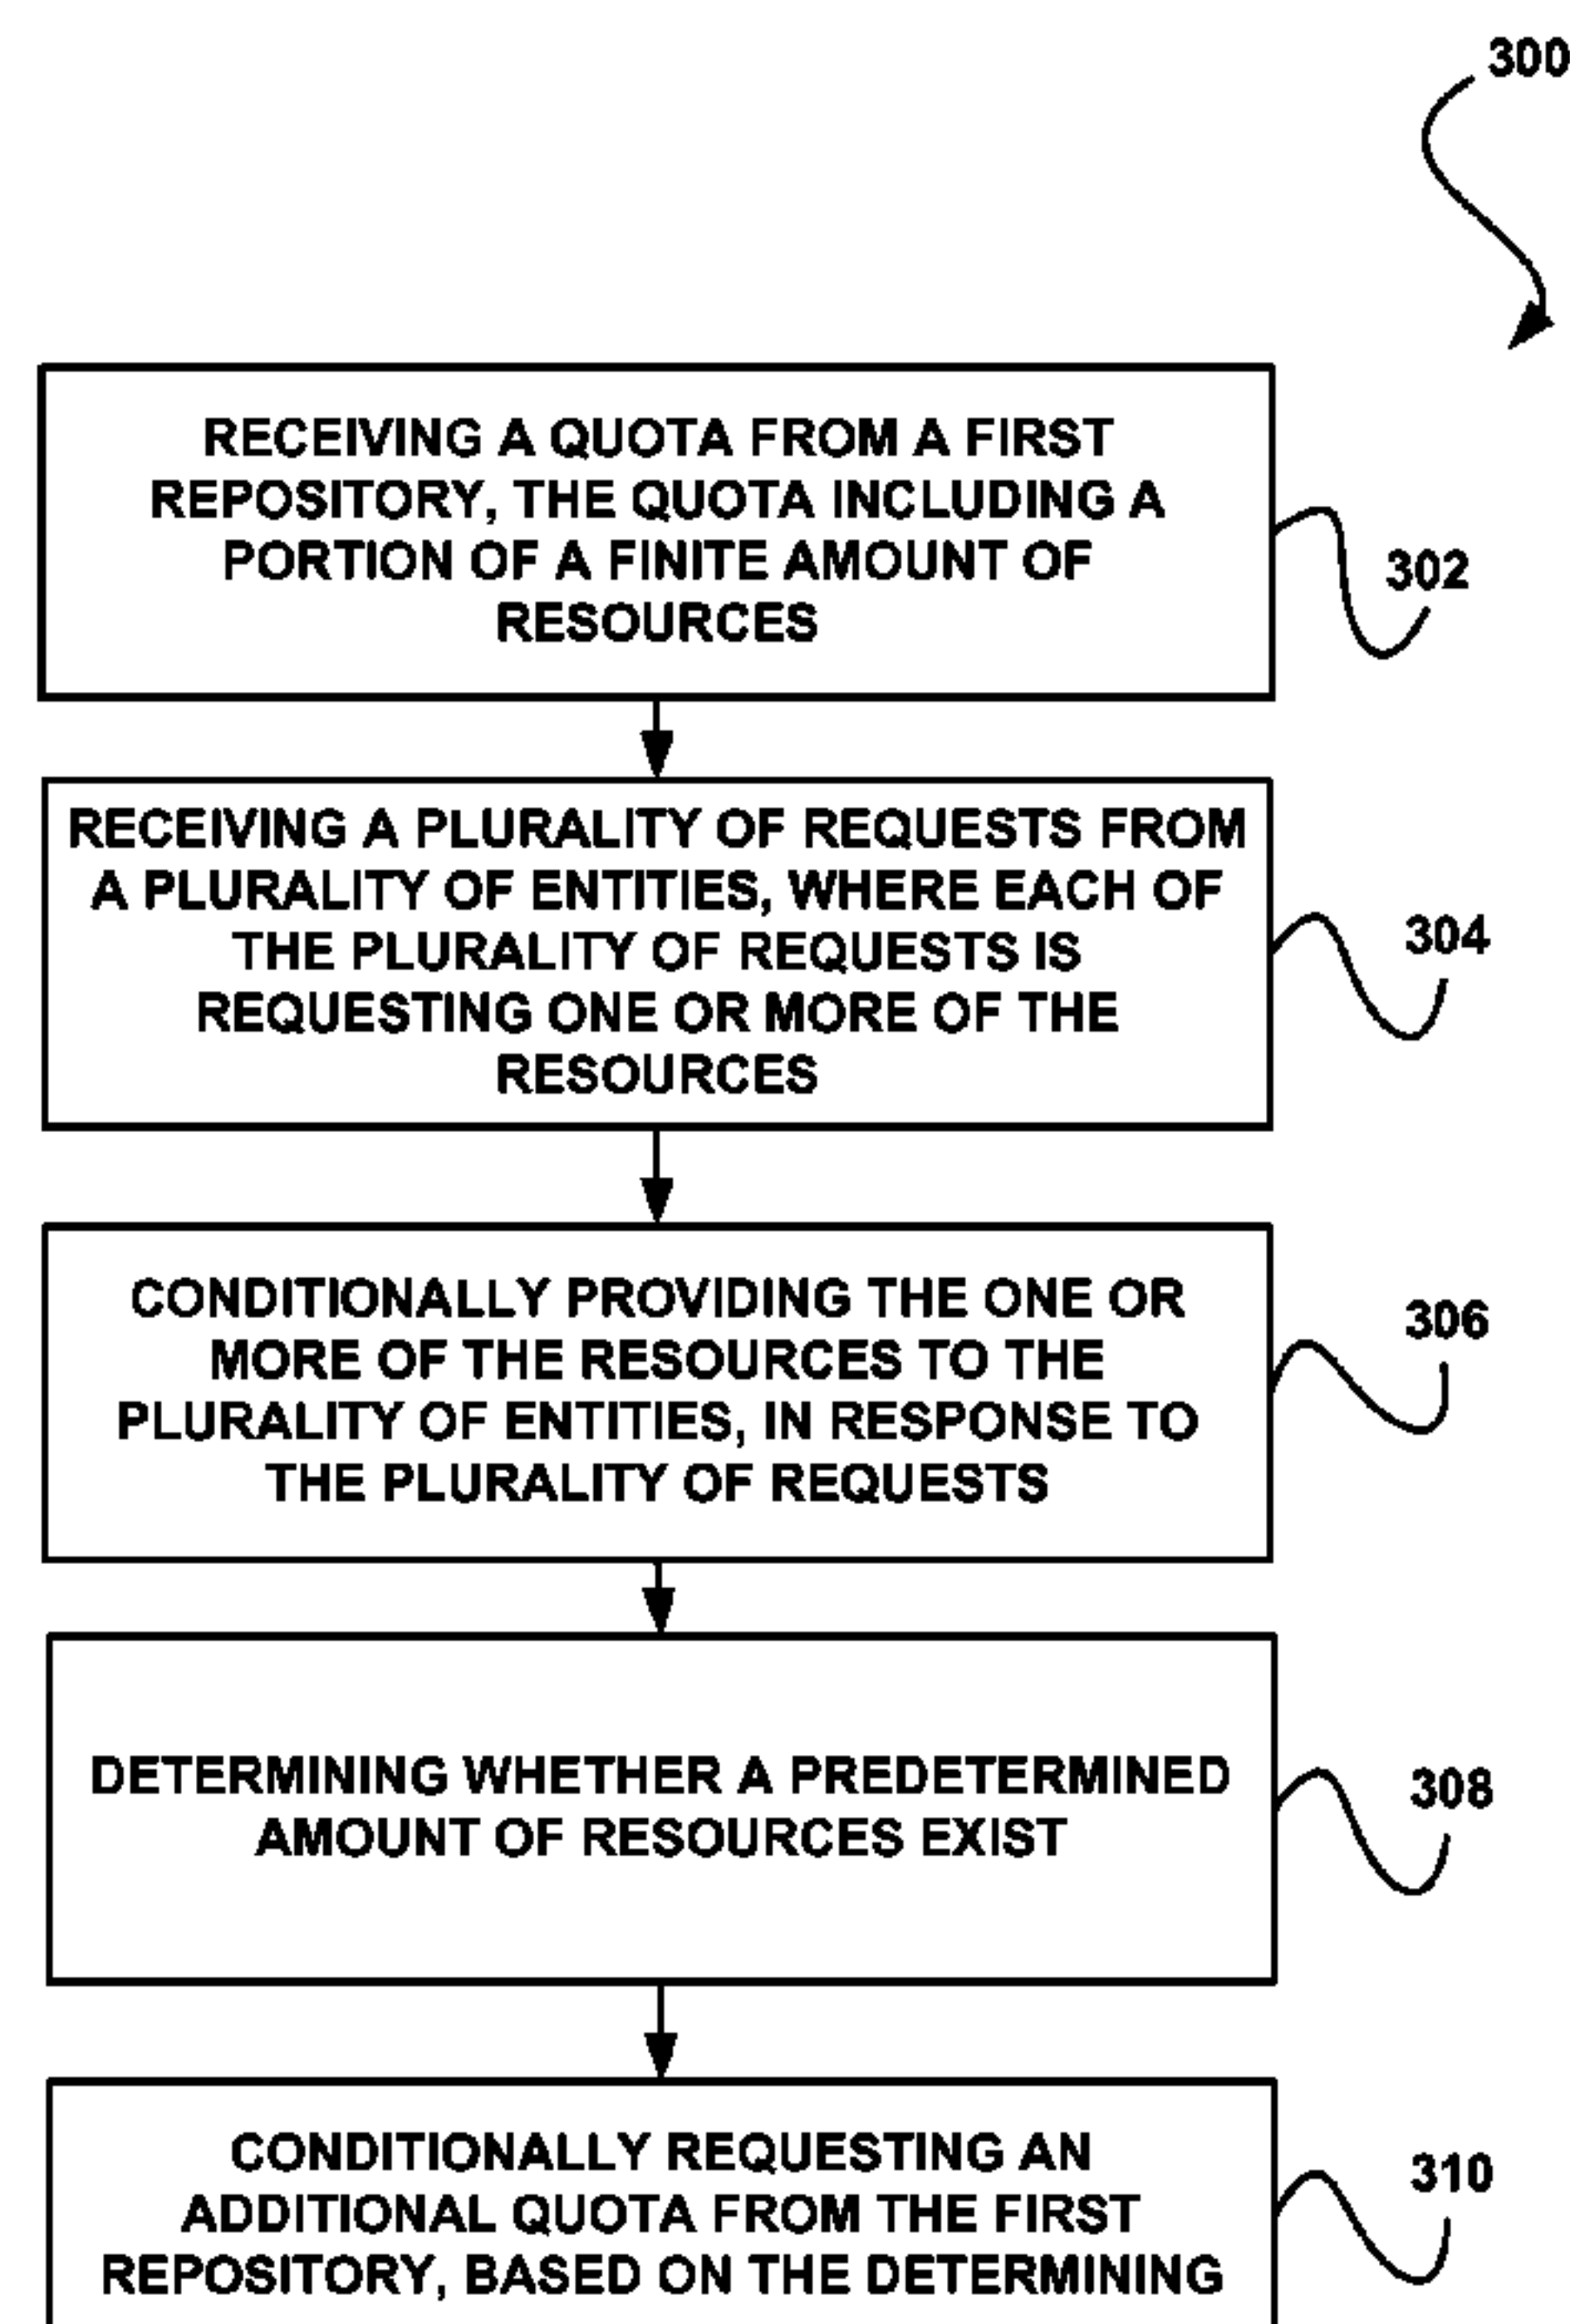 300
RECEIVING A QUOTA FROM A FIRST
REPOSITORY, THE QUOTA INCLUDING A
PORTION OF A FINITE AMOUNT OF
RESOURCES
302
RECEIVING A PLURALITY OF REQUESTS FROM
A PLURALITY OF ENTITIES, WHERE EACH OF
THE PLURALITY OF REQUESTS IS
REQUESTING ONE OR MORE OF THE
RESOURCES
304
CONDITIONALLY PROVIDING THE ONE OR
MORE OF THE RESOURCES TO THE
PLURALITY OF ENTITIES, IN RESPONSE TO
THE PLURALITY OF REQUESTS
306
DETERMINING WHETHER A PREDETERMINED
AMOUNT OF RESOURCES EXIST
308
CONDITIONALLY REQUESTING AN
ADDITIONAL QUOTA FROM THE FIRST
REPOSITORY, BASED ON THE DETERMINING
310